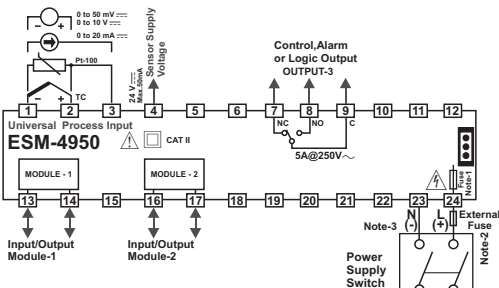 0 to 50 mV
0 to 10 V
0 to 20 mA
Pt-100
TC
24 V
Max.50mA
Sensor Supply
Voltage
Control,Alarm
or Logic Output
OUTPUT-3
1 2 3 4 5 6 7 8 9 10 11 12
Universal Process Input
ESM-4950
CAT II
NC NO C
5A@250V
MODULE - 1
MODULE - 2
Fuse
Note-1
13 14 15 16 17 18 19 20 21 22 23 24
Input/Output
Module-1
Input/Output
Module-2
Note-3
N
(-)
L
(+)
External
Fuse
Note-2
Power
Supply
Switch